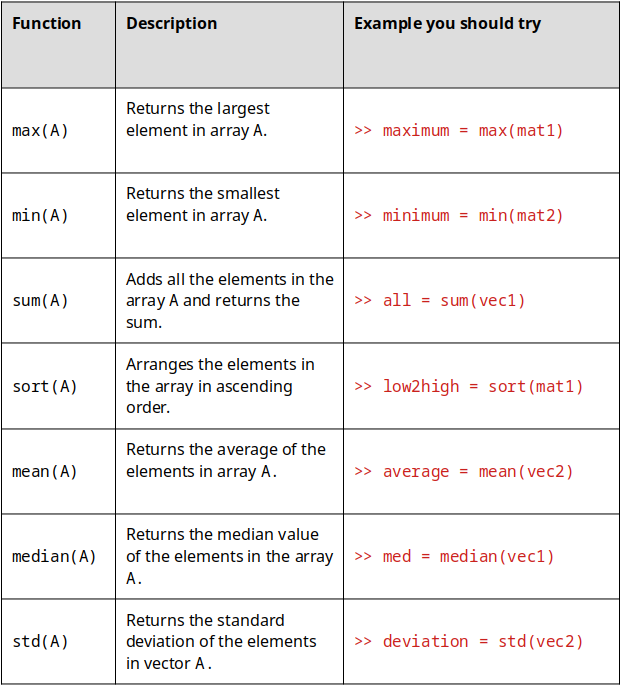 Function
Description
Example you should try
max(A)
Returns the largest
element in array A.
>> maximum = max(mat1)
min(A)
Returns the smallest
element in array A.
>> minimum = min(mat2)
sum(A)
Adds all the elements in the
array A and returns the
sum.
>> all = sum(vec1)
sort(A)
Arranges the elements in
the array in ascending
order.
>> low2high = sort(mat1)
mean(A)
Returns the average of the
elements in array A.
>> average = mean(vec2)
median(A)
Returns the median value
of the elements in the array
A.
>> med = median(vec1)
std(A)
Returns the standard
deviation of the elements
in vector A.
>> deviation = std(vec2)